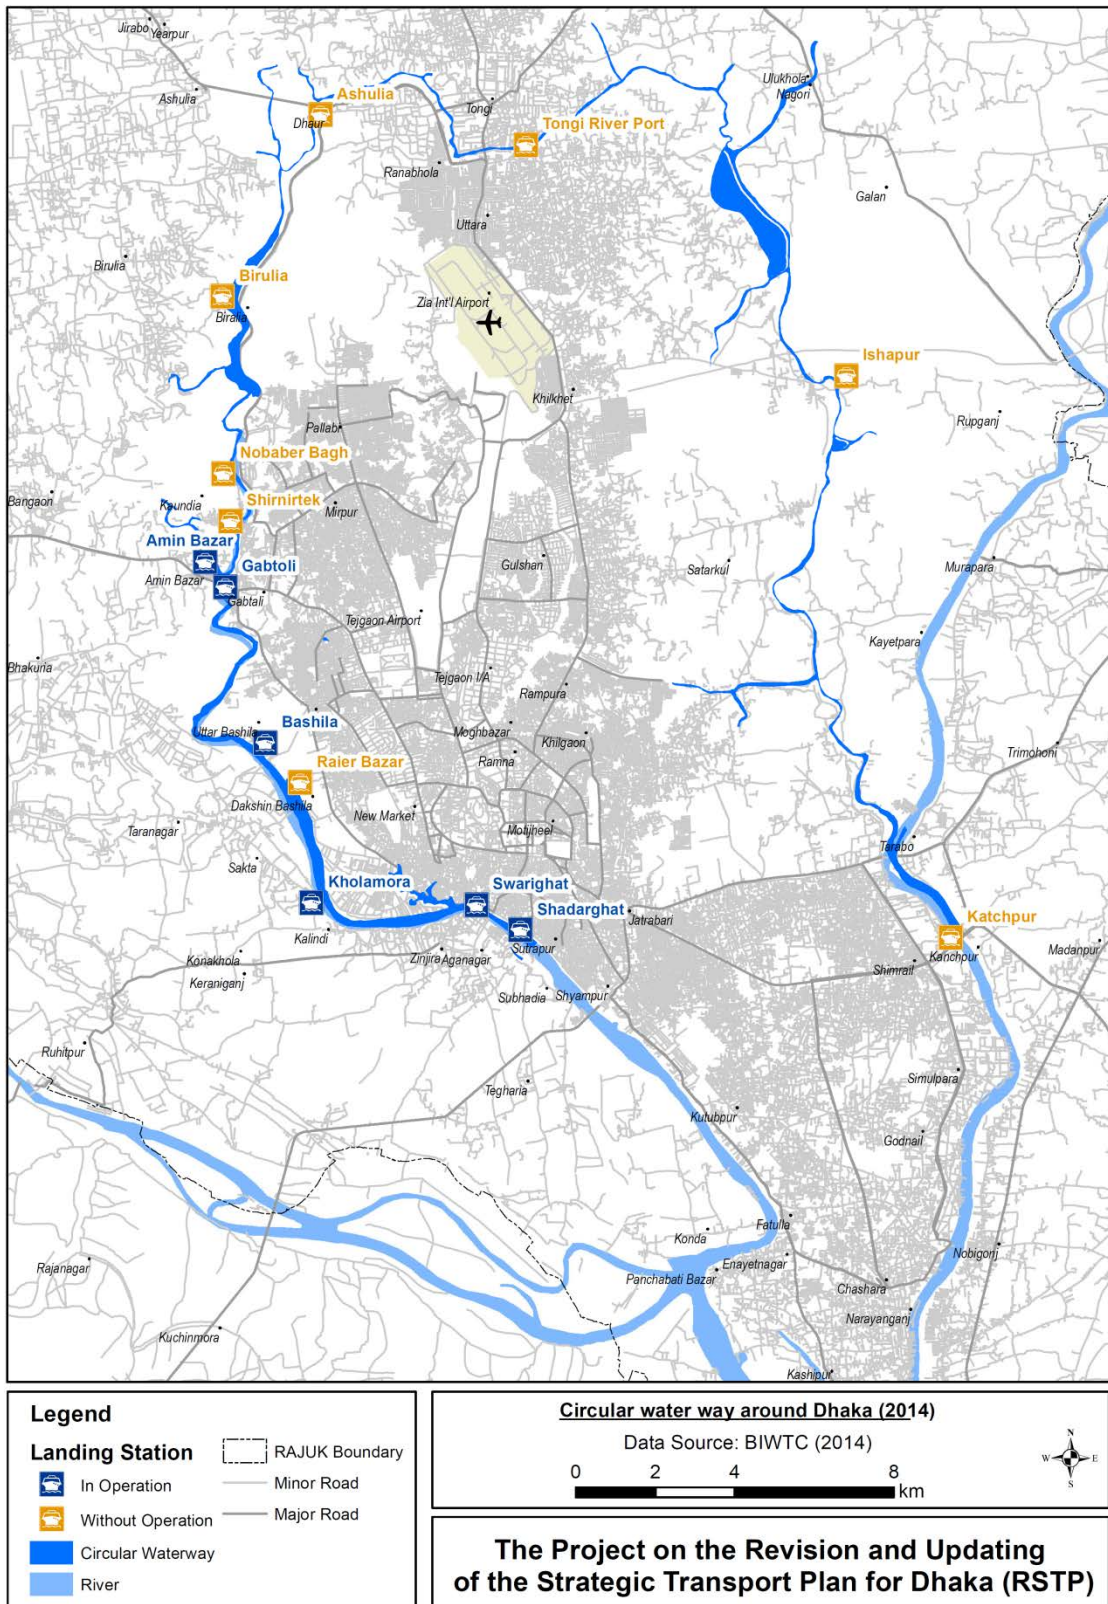 Jirabo
Yearpur
Ashulia
Ashulia
Dhaur
Tongi
Tongi River Port
Ulukhola
Nagori
Ranabhola
Galan
Uttara
Birulia
Birulia
Biralia
Zia Int'l Airport
Ishapur
Khilkhet
Rupganj
Pallabi
Nobaber Bagh
Bangaon
Kaundia
Shirnirtek
Mirpur
Amin Bazar
Gabtoli
Amin Bazar
Gabtali
Gulshan
Satarkul
Murapara
Tejgaon Airport
Kayetpara
Bhakuria
Tejgaon I/A
Rampura
Bashila
Uttar Bashila
Moghbazar
Khilgaon
Trimohoni
Raier Bazar
Ramna
Dakshin Bashila
New Market
Motijheel
Taranagar
Tarabo
Sakta
Kholamora
Swarighat
Shadarghat
Jatrabari
Katchpur
Kalindi
Zinjira
Aganagar
Sutrapur
Kanchpur
Madanpur
Konakhola
Keraniganj
Shimrail
Subhadia
Shyampur
Ruhitpur
Tegharia
Simulpara
Kutubpur
Godnail
Fatulla
Konda
Enayetnagar
Nobigonj
Rajanagar
Panchabati Bazar
Chashara
Narayanganj
Kuchinmora
Kashipur
Legend
Landing Station
In Operation
Without Operation
Circular Waterway
River
RAJUK Boundary
Minor Road
Major Road
Circular water way around Dhaka (2014)
Data Source: BIWTC (2014)
0 2 4 8
km
N
W E
S
The Project on the Revision and Updating
of the Strategic Transport Plan for Dhaka (RSTP)